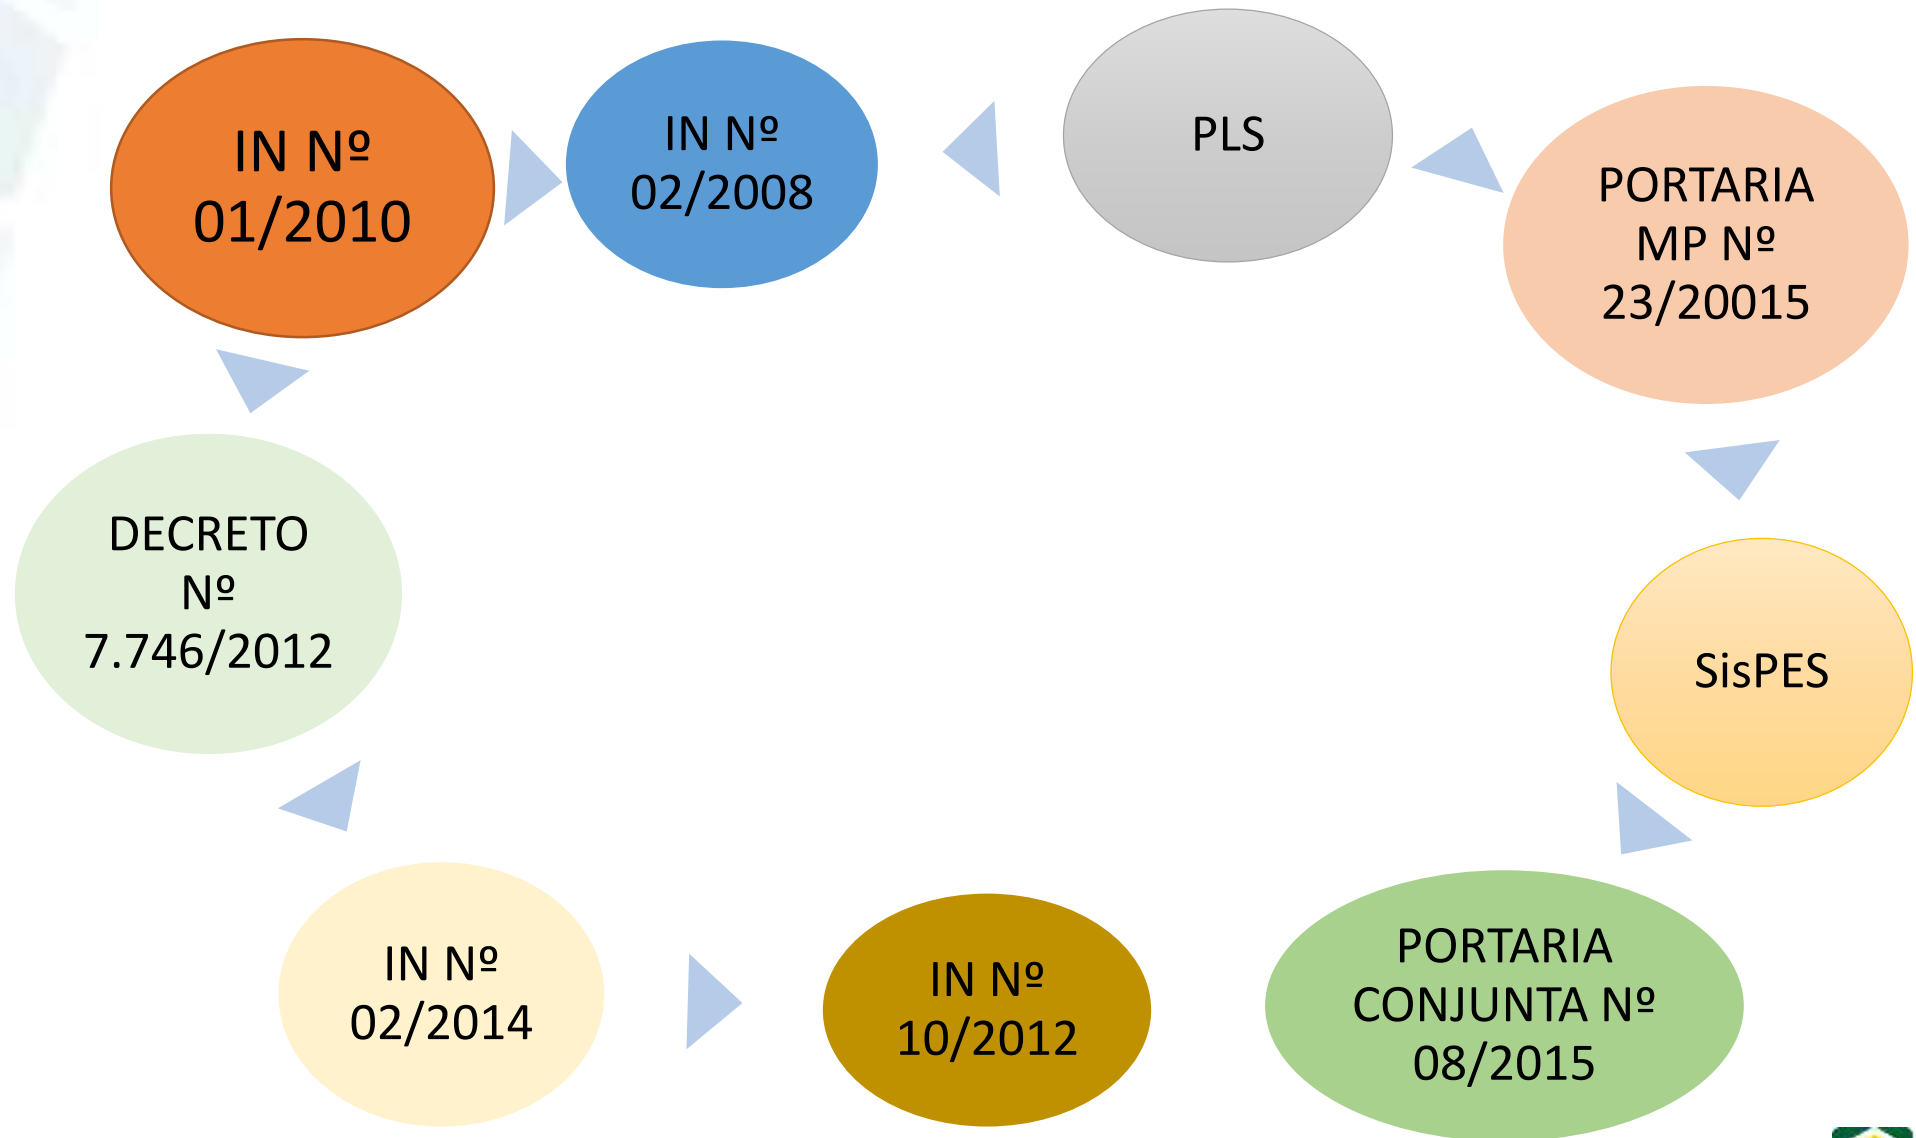 IN Nº
01/2010
IN Nº
02/2008
PLS
PORTARIA
MP Nº
23/20015
DECRETO
Nº
7.746/2012
SisPES
IN Nº
02/2014
IN Nº
10/2012
PORTARIA
CONJUNTA Nº
08/2015